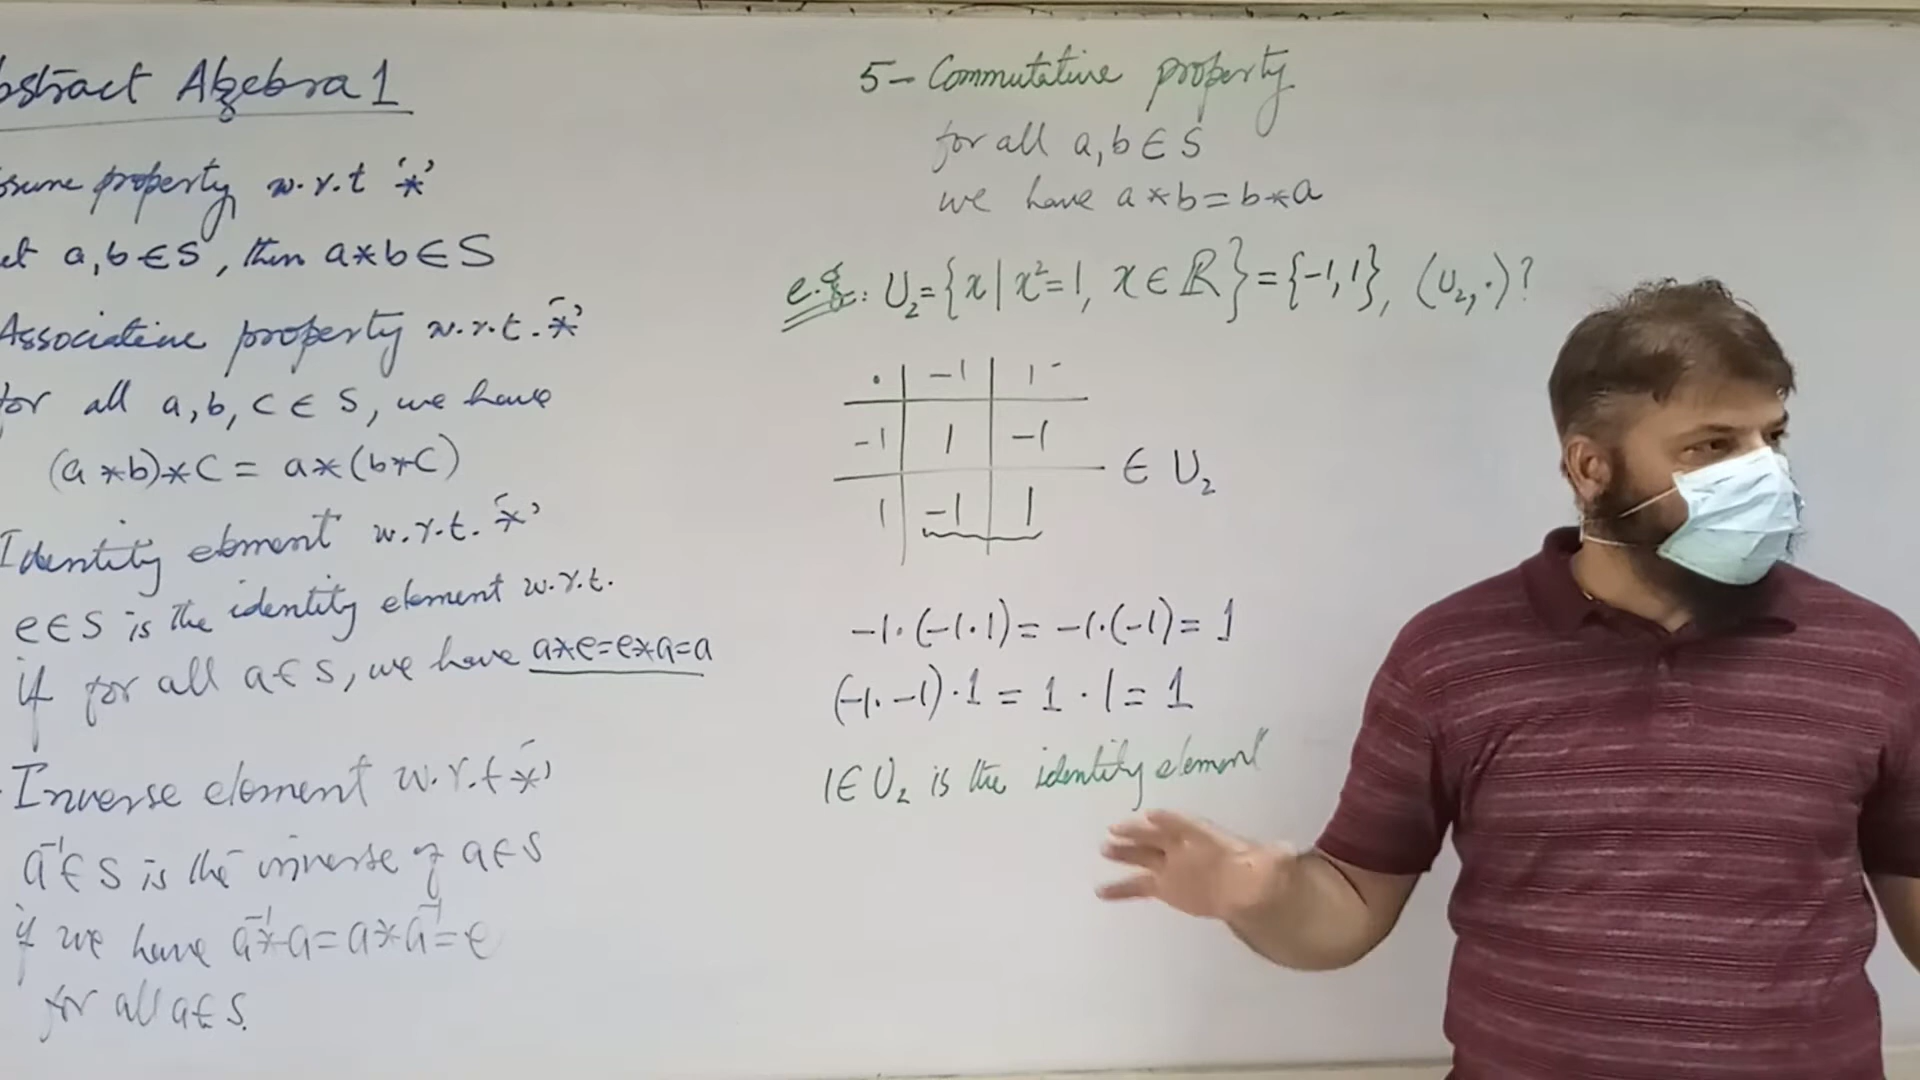 bstract Algebra 1
property w.r.t '*'
et a,b∈S, then a*b∈S
Associative property w.r.t. '*'
for all a, b, c ∈ S, we have
(a*b)*c = a*(b*c)
Identity element w.r.t. '*'
e∈S is the identity element w.r.t.
if for all a∈S, we have a*e=e*a=a
Inverse element w.r.t '*'
a⁻¹∈S is the inverse of a∈S
if we have a⁻¹*a=a*a⁻¹=e
for all a∈S.
5- Commutative property
for all a,b∈S
we have a*b=b*a
e.g: U₂={x|x²=1, x∈ℝ}={-1,1}, (U₂,·)?
· | -1 | 1
-1 | 1 | -1
∈ U₂
1 | -1 | 1
-1·(-1·1)=-1·(-1)=1
(-1·-1)·1=1·1=1
1∈U₂ is the identity element